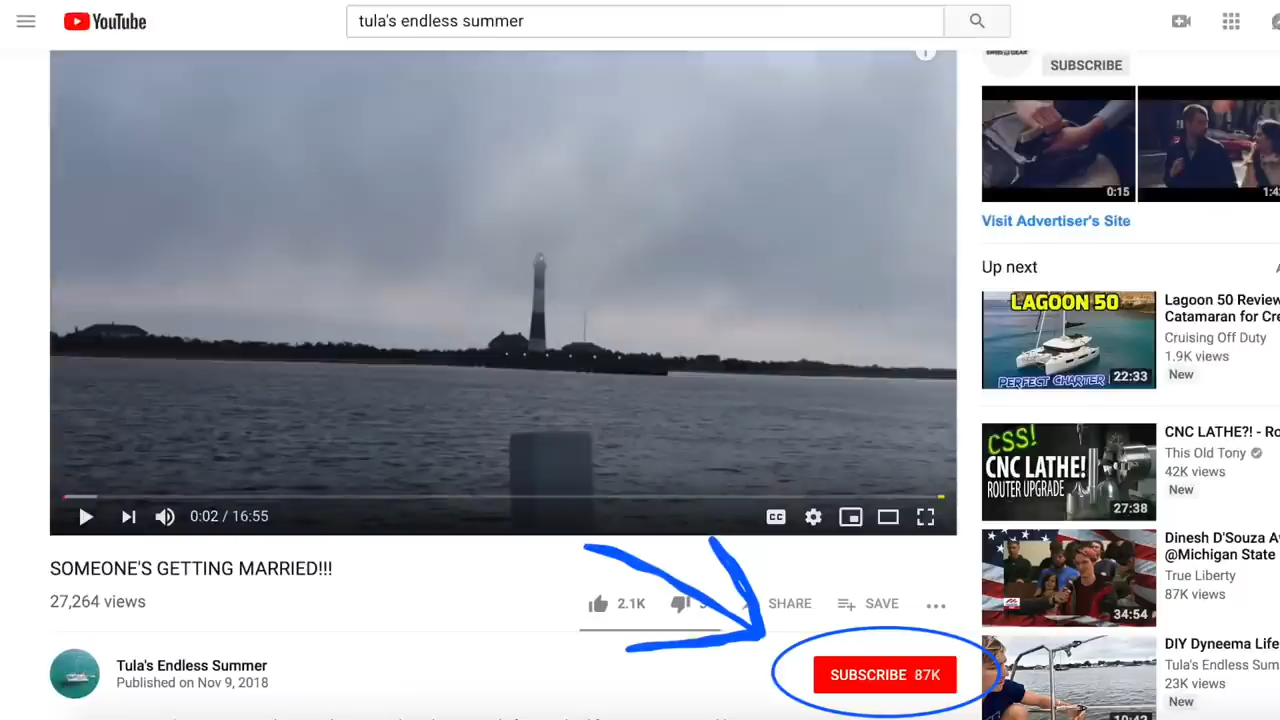 YouTube
tula's endless summer
SUBSCRIBE
0:15
Visit Advertiser's Site
Up next
LAGOON 50
PERFECT CHARTER
22:33
Lagoon 50 Review
Catamaran for Cre
Cruising Off Duty
1.9K views
New
CSS!
CNC LATHE!
ROUTER UPGRADE
27:38
CNC LATHE?! - Ro
This Old Tony
42K views
New
0:02 / 16:55
CC
SOMEONE'S GETTING MARRIED!!!
27,264 views
2.1K
SHARE
SAVE
34:54
Dinesh D'Souza A
@Michigan State
True Liberty
87K views
Tula's Endless Summer
Published on Nov 9, 2018
SUBSCRIBE 87K
DIY Dyneema Life
Tula's Endless Sum
23K views
New